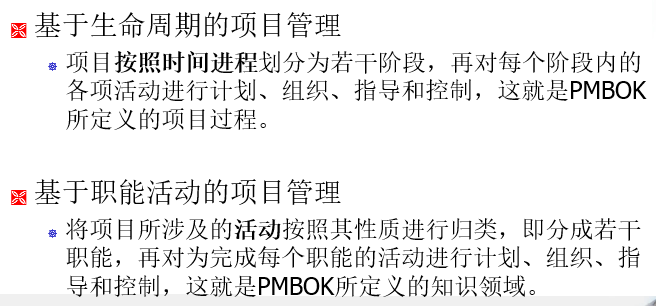 基于生命周期的项目管理
项目按照时间进程划分为若干阶段，再对每个阶段内的
各项活动进行计划、组织、指导和控制，这就是PMBOK
所定义的项目过程。
基于职能活动的项目管理
将项目所涉及的活动按照其性质进行归类，即分成若干
职能，再对为完成每个职能的活动进行计划、组织、指
导和控制，这就是PMBOK所定义的知识领域。